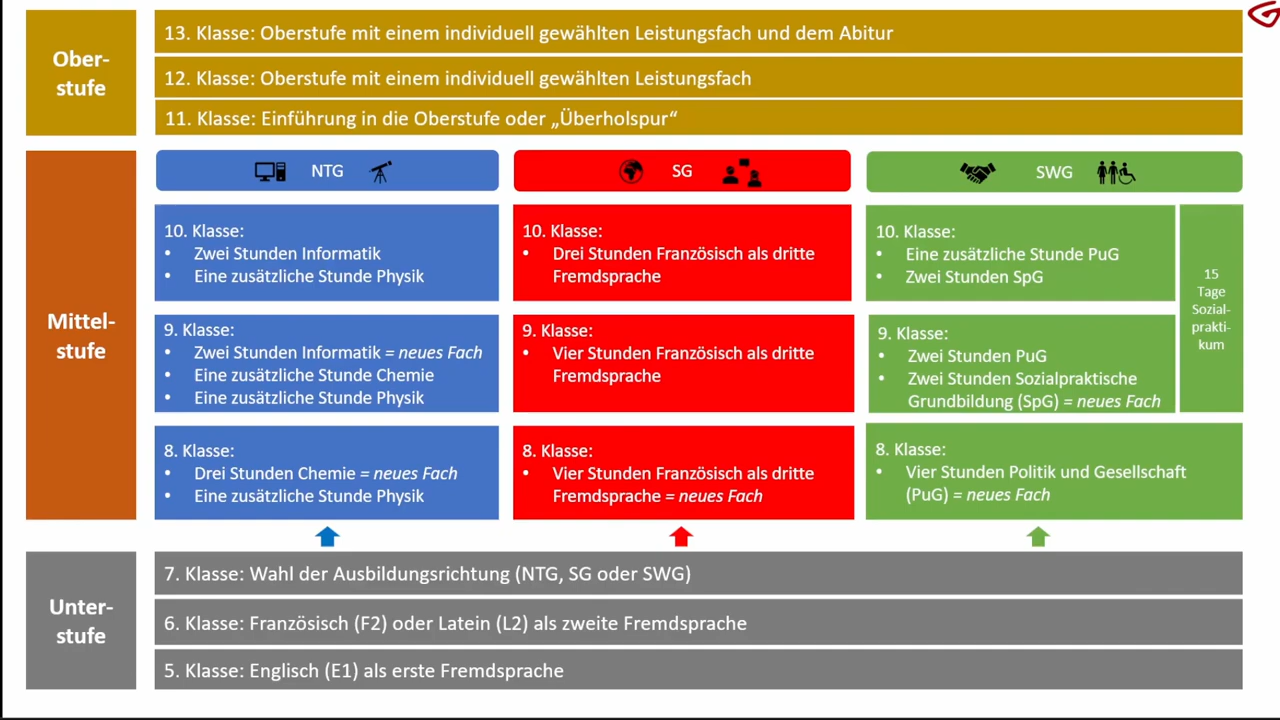 Ober-
stufe
13. Klasse: Oberstufe mit einem individuell gewählten Leistungsfach und dem Abitur
12. Klasse: Oberstufe mit einem individuell gewählten Leistungsfach
11. Klasse: Einführung in die Oberstufe oder „Überholspur“
Mittel-
stufe
NTG
10. Klasse:
• Zwei Stunden Informatik
• Eine zusätzliche Stunde Physik
9. Klasse:
• Zwei Stunden Informatik = neues Fach
• Eine zusätzliche Stunde Chemie
• Eine zusätzliche Stunde Physik
8. Klasse:
• Drei Stunden Chemie = neues Fach
• Eine zusätzliche Stunde Physik
SG
10. Klasse:
• Drei Stunden Französisch als dritte
Fremdsprache
9. Klasse:
• Vier Stunden Französisch als dritte
Fremdsprache
8. Klasse:
• Vier Stunden Französisch als dritte
Fremdsprache = neues Fach
SWG
10. Klasse:
• Eine zusätzliche Stunde PuG
• Zwei Stunden SpG
9. Klasse:
• Zwei Stunden PuG
• Zwei Stunden Sozialpraktische
Grundbildung (SpG) = neues Fach
15
Tage
Sozial-
prakti-
kum
8. Klasse:
• Vier Stunden Politik und Gesellschaft
(PuG) = neues Fach
Unter-
stufe
7. Klasse: Wahl der Ausbildungsrichtung (NTG, SG oder SWG)
6. Klasse: Französisch (F2) oder Latein (L2) als zweite Fremdsprache
5. Klasse: Englisch (E1) als erste Fremdsprache